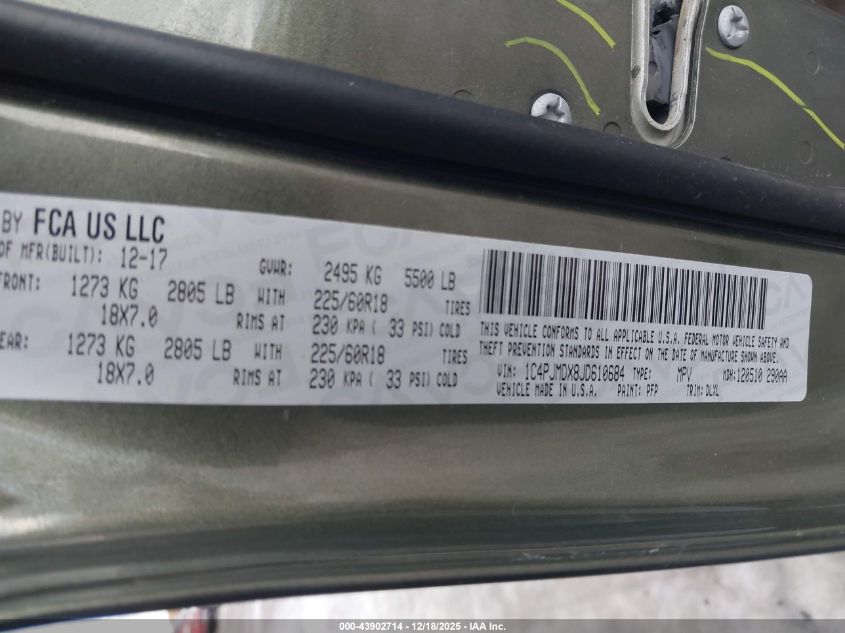 BY FCA US LLC
OF MFR(BUILT): 12-17
GVWR: 2495 KG 5500 LB
FRONT: 1273 KG 2805 LB WITH 225/60R18 TIRES
18X7.0 RIMS AT 230 KPA ( 33 PSI) COLD
EAR: 1273 KG 2805 LB WITH 225/60R18 TIRES
18X7.0 RIMS AT 230 KPA ( 33 PSI) COLD
THIS VEHICLE CONFORMS TO ALL APPLICABLE U.S.A. FEDERAL MOTOR VEHICLE SAFETY AND
THEFT PREVENTION STANDARDS IN EFFECT ON THE DATE OF MANUFACTURE SHOWN ABOVE.
VIN: 1C4PJMDX8JD610684 TYPE: MPV MDH:120510 290AA
VEHICLE MADE IN U.S.A. PAINT: PFP TRIM: DLXL
000-43902714 - 12/18/2025 - IAA Inc.